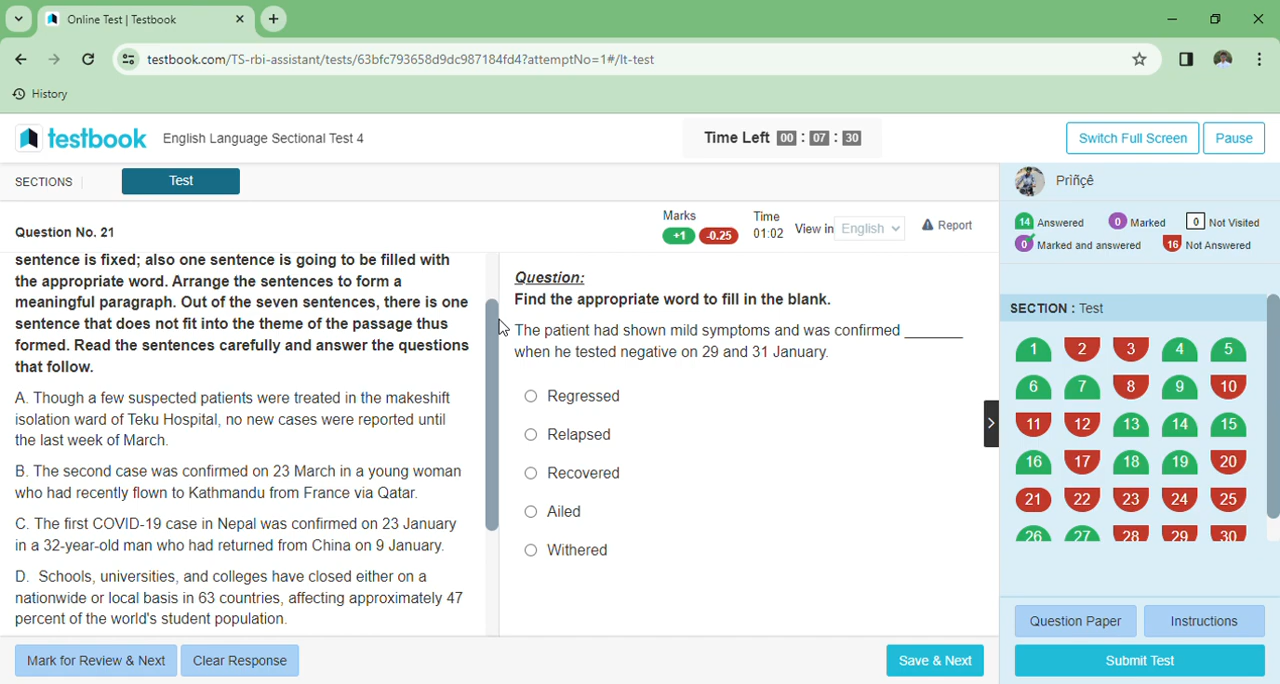 Online Test | Testbook
testbook.com/TS-rbi-assistant/tests/63bfc793658d9dc987184fd4?attemptNo=1#/lt-test
History
testbook
English Language Sectional Test 4
Time Left 00 : 07 : 30
Switch Full Screen
Pause
SECTIONS
Test
Priñçê
Question No. 21
Marks
+1 -0.25
Time
01:02
View in English
Report
14 Answered
0 Marked
0 Not Visited
0 Marked and answered
16 Not Answered
sentence is fixed; also one sentence is going to be filled with
the appropriate word. Arrange the sentences to form a
meaningful paragraph. Out of the seven sentences, there is one
sentence that does not fit into the theme of the passage thus
formed. Read the sentences carefully and answer the questions
that follow.
A. Though a few suspected patients were treated in the makeshift
isolation ward of Teku Hospital, no new cases were reported until
the last week of March.
B. The second case was confirmed on 23 March in a young woman
who had recently flown to Kathmandu from France via Qatar.
C. The first COVID-19 case in Nepal was confirmed on 23 January
in a 32-year-old man who had returned from China on 9 January.
D. Schools, universities, and colleges have closed either on a
nationwide or local basis in 63 countries, affecting approximately 47
percent of the world's student population.
Question:
Find the appropriate word to fill in the blank.
The patient had shown mild symptoms and was confirmed _______
when he tested negative on 29 and 31 January.
Regressed
Relapsed
Recovered
Ailed
Withered
SECTION : Test
1 2 3 4 5
6 7 8 9 10
11 12 13 14 15
16 17 18 19 20
21 22 23 24 25
26 27 28 29 30
Question Paper
Instructions
Mark for Review & Next
Clear Response
Save & Next
Submit Test